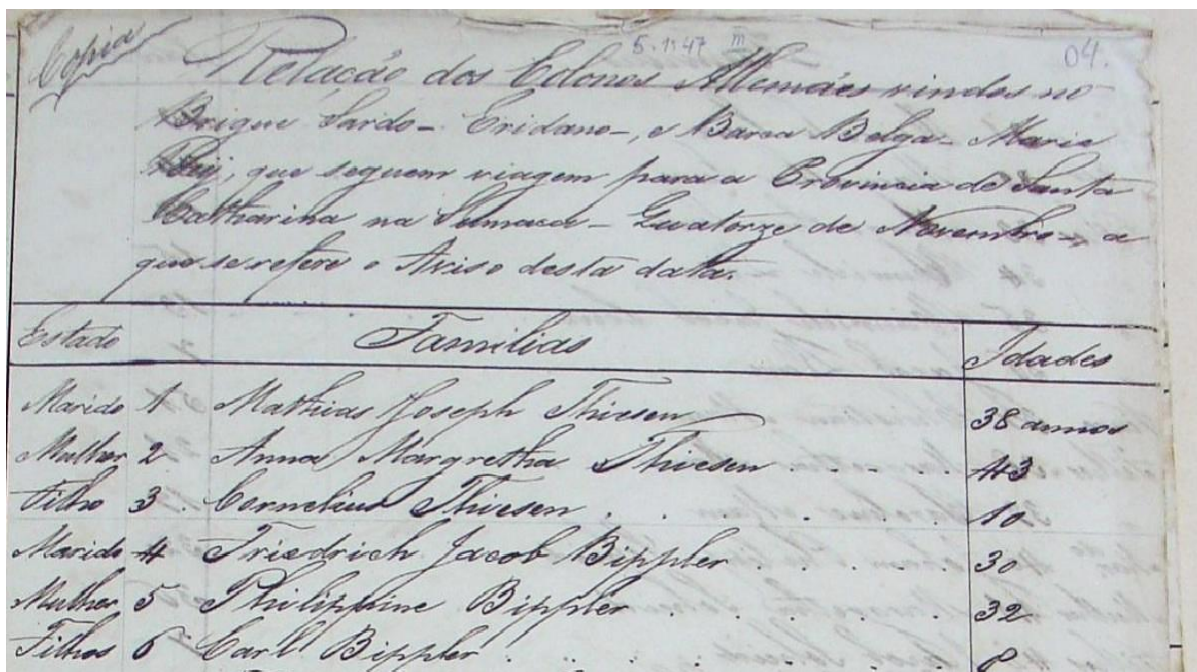 Copia
5.11.47 m
04.
Relação dos Colonos Allemães vindos no
Brigue Sardo - Eridano -, e Barca Belga - Marie
que seguem viagem para a Provincia de Santa
Catharina na Sumaca - Quatorze de Novembro -, a
que se refere o Aviso desta data.
Estado Familias Idades
Marido 1 Mathias Joseph Thiesen 38 annos
Mulher 2 Anna Margretha Thiesen . . . . 43
Filho 3 Cornelius Thiesen . . . . . . 10
Marido 4 Friedrich Jacob Bippler . . . . 30
Mulher 5 Philippine Bippler . . . . . 32
Filhos 6 Carl Bippler . . . . . . 8